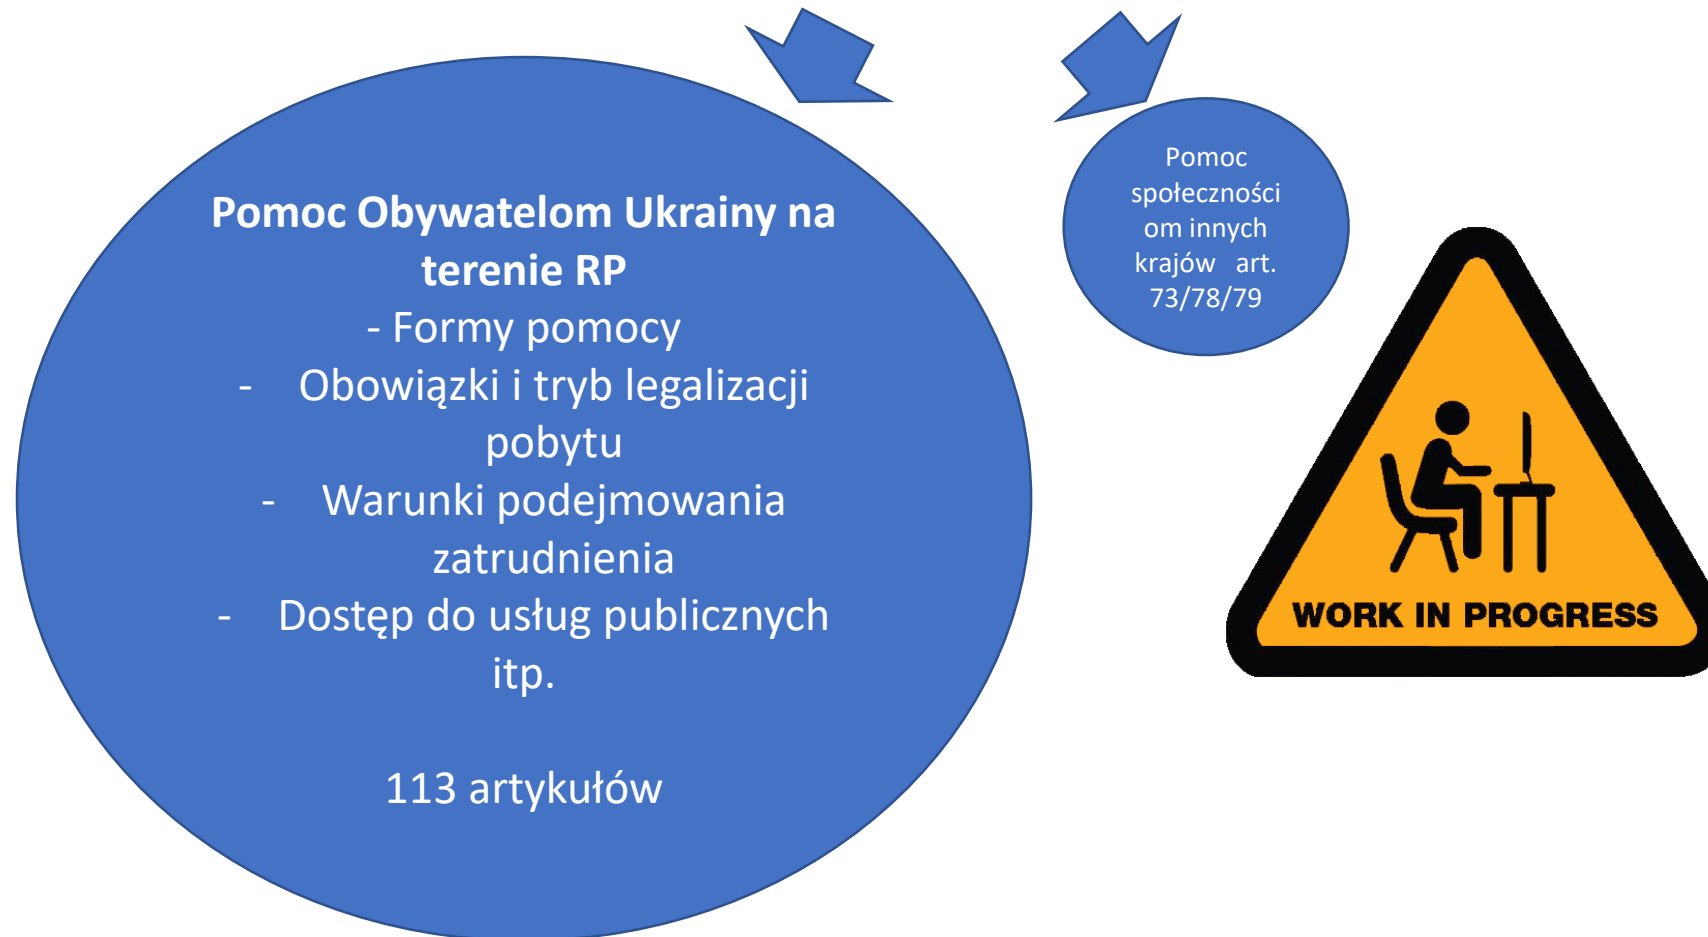 Pomoc Obywatelom Ukrainy na
terenie RP
- Formy pomocy
- Obowiązki i tryb legalizacji
pobytu
- Warunki podejmowania
zatrudnienia
- Dostęp do usług publicznych
itp.
113 artykułów
Pomoc
społeczności
om innych
krajów art.
73/78/79
WORK IN PROGRESS